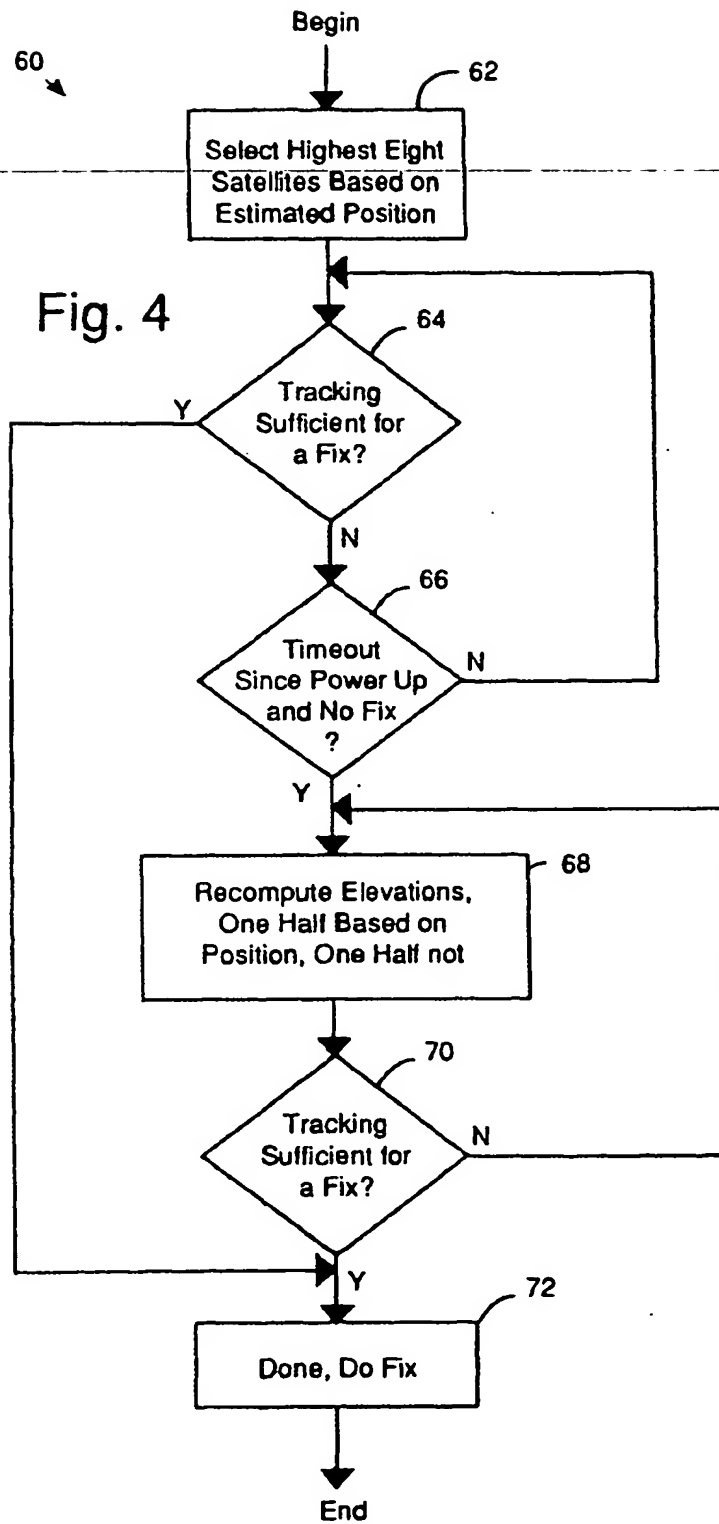 Begin
60
62
Select Highest Eight
Satellites Based on
Estimated Position
Fig. 4
64
Tracking
Sufficient for
a Fix?
Y
N
66
Timeout
Since Power Up
and No Fix
?
N
Y
68
Recompute Elevations,
One Half Based on
Position, One Half not
70
Tracking
Sufficient for
a Fix?
N
Y
72
Done, Do Fix
End